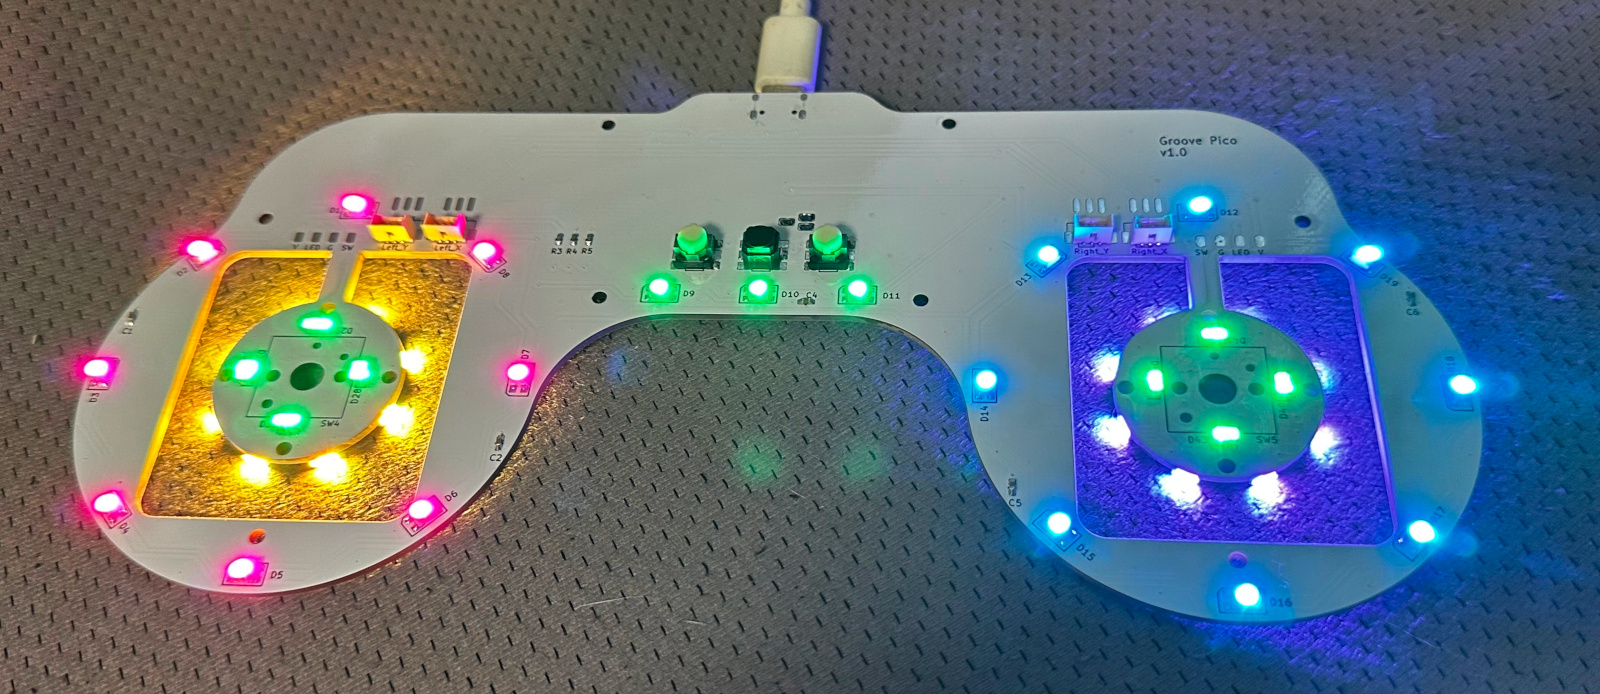 Groove Pico
v1.0
D1
D12
Left_Y
Left_X
V LED G SW
R3 R4 R5
Right_Y
Right_X
SW G LED V
D2
D8
D13
D19
D9
D10
C4
D11
C1
C6
D3
D7
D28
SW4
D14
SW5
C2
C5
D6
D4
D15
D5
D16